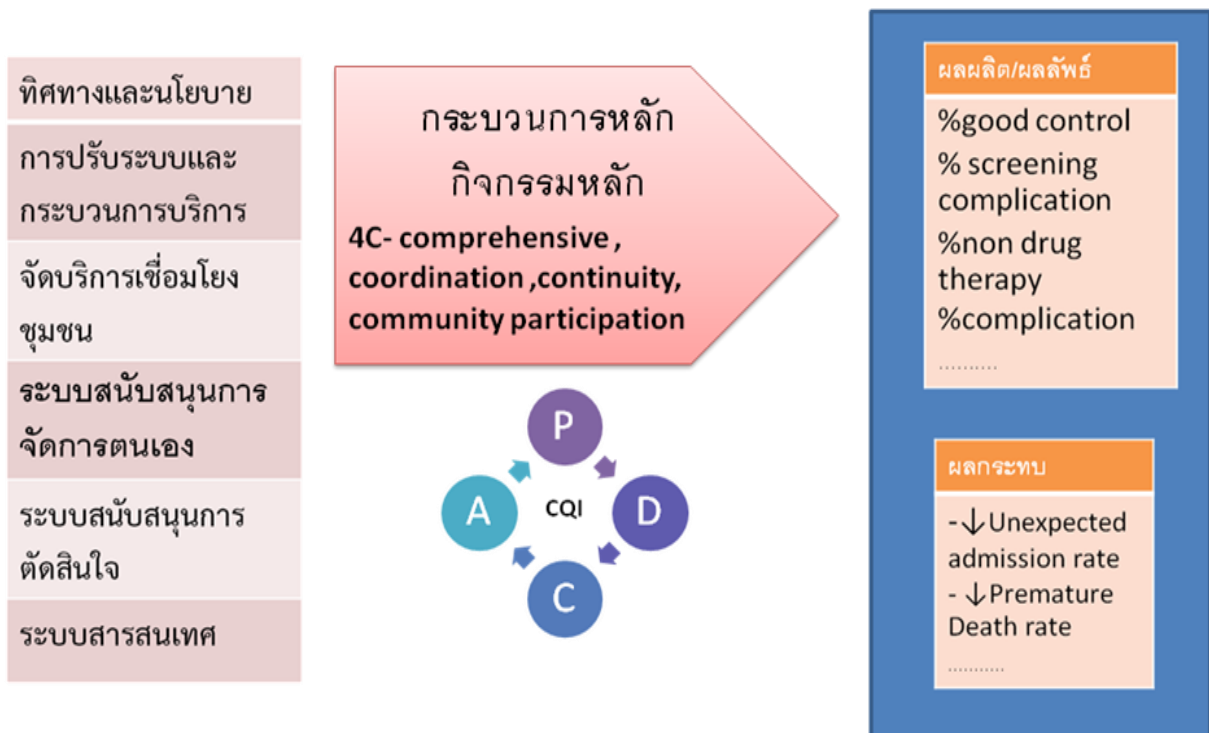 ทิศทางและนโยบาย
การปรับระบบและ
กระบวนการบริการ
จัดบริการเชื่อมโยง
ชุมชน
ระบบสนับสนุนการ
จัดการตนเอง
ระบบสนับสนุนการ
ตัดสินใจ
ระบบสารสนเทศ
กระบวนการหลัก
กิจกรรมหลัก
4C- comprehensive ,
coordination ,continuity,
community participation
P
A
CQI
D
C
ผลผลิต/ผลลัพธ์
%good control
% screening
complication
%non drug
therapy
%complication
..........
ผลกระทบ
-↓Unexpected
admission rate
- ↓Premature
Death rate
...........